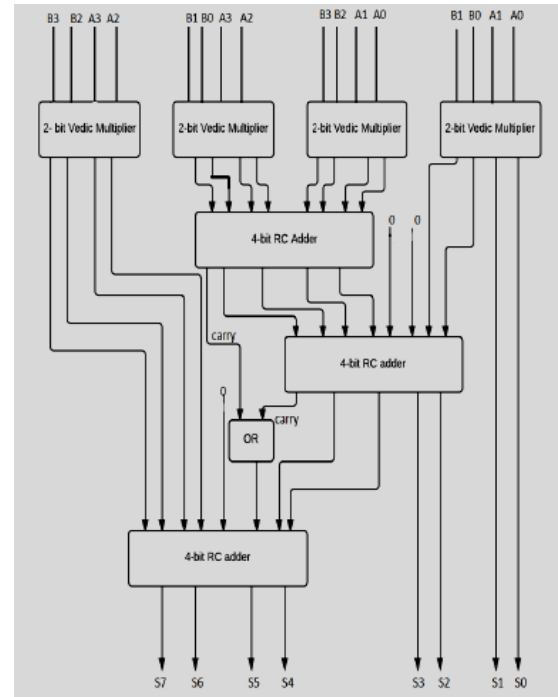 B3 B2 A3 A2 B1 B0 A3 A2 B3 B2 A1 A0 B1 B0 A1 A0
2- bit Vedic Multiplier 2-bit Vedic Multiplier 2-bit Vedic Multiplier 2-bit Vedic Multiplier
0 0
4-bit RC Adder
carry
4-bit RC adder
0
carry
OR
4-bit RC adder
S7 S6 S5 S4 S3 S2 S1 S0